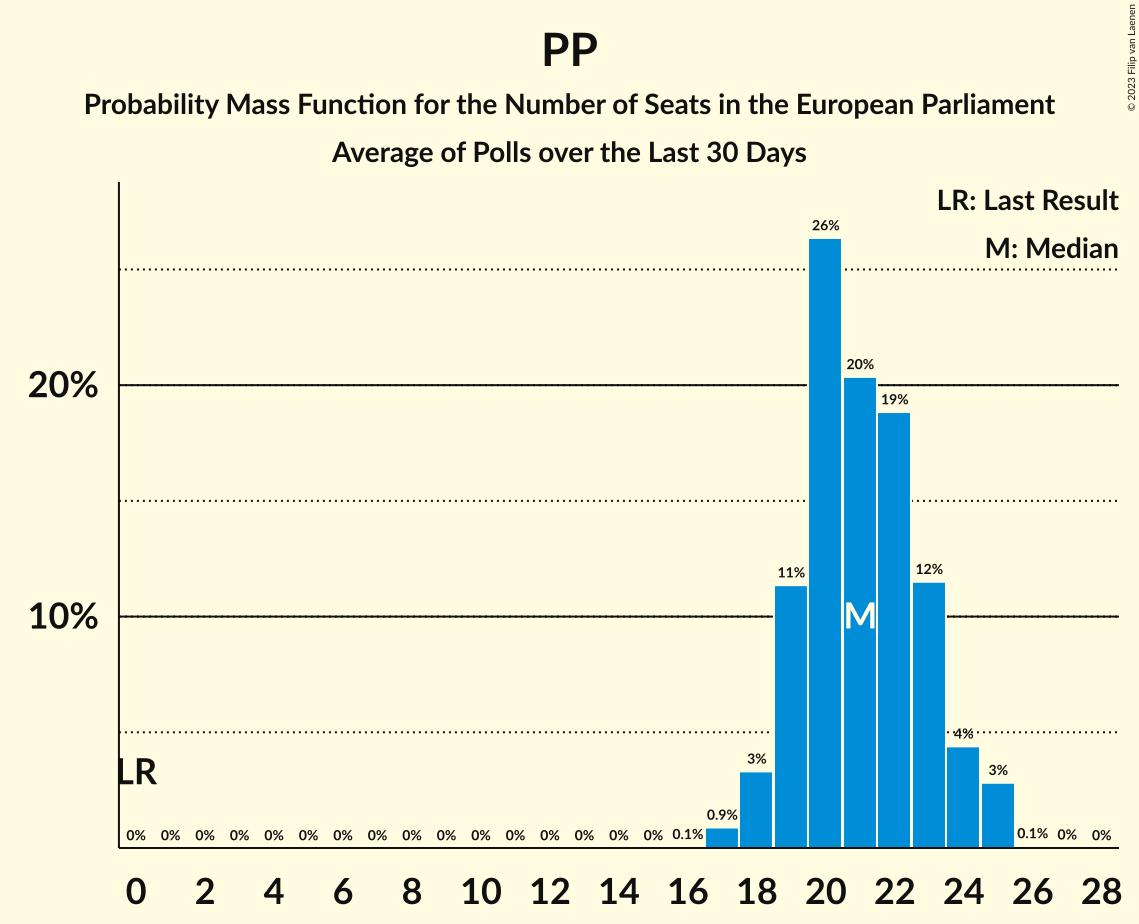 PP
Probability Mass Function for the Number of Seats in the European Parliament
Average of Polls over the Last 30 Days
© 2023 Filip van Laenen
LR: Last Result
M: Median
26%
20%
20%
19%
11%
12%
10%
M
4%
LR
3%
3%
0.9%
0% 0% 0% 0% 0% 0% 0% 0% 0% 0% 0% 0% 0% 0% 0% 0% 0.1% 0.1% 0% 0%
0 2 4 6 8 10 12 14 16 18 20 22 24 26 28